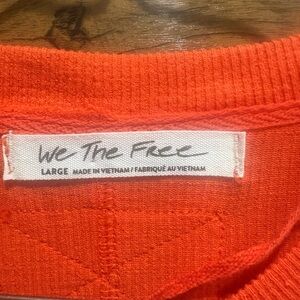 We The Free
LARGE MADE IN VIETNAM / FABRIQUÉ AU VIETNAM